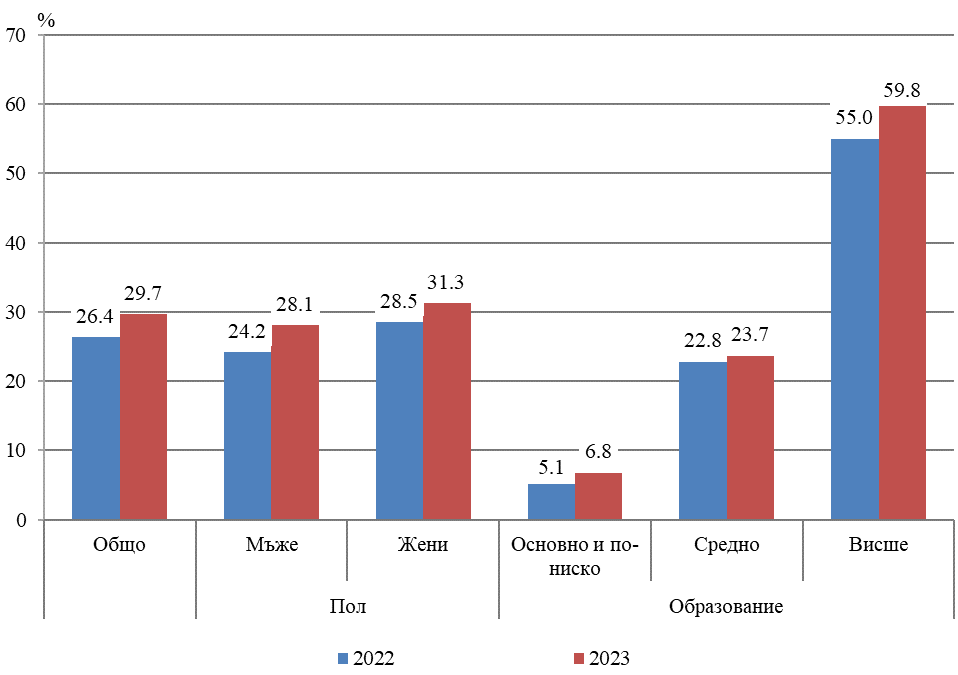 %
70
60
50
40
30
20
10
0
26.4
29.7
24.2
28.1
28.5
31.3
5.1
6.8
22.8
23.7
55.0
59.8
Общо
Мъже
Жени
Основно и по-
ниско
Средно
Висше
Пол
Образование
2022
2023